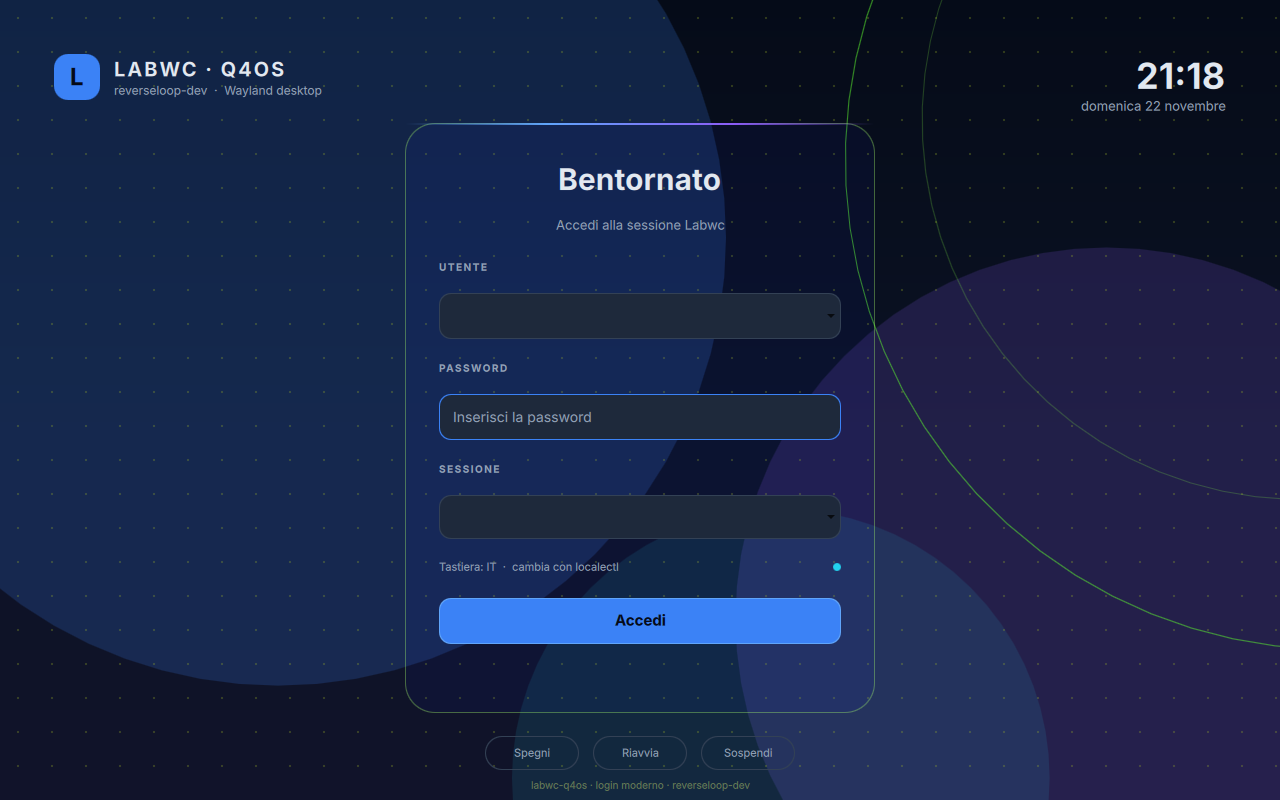 L
LABWC · Q4OS
reverseloop-dev · Wayland desktop
21:18
domenica 22 novembre
Bentornato
Accedi alla sessione Labwc
UTENTE
PASSWORD
Inserisci la password
SESSIONE
Tastiera: IT · cambia con localectl
Accedi
Spegni
Riavvia
Sospendi
labwc-q4os · login moderno · reverseloop-dev